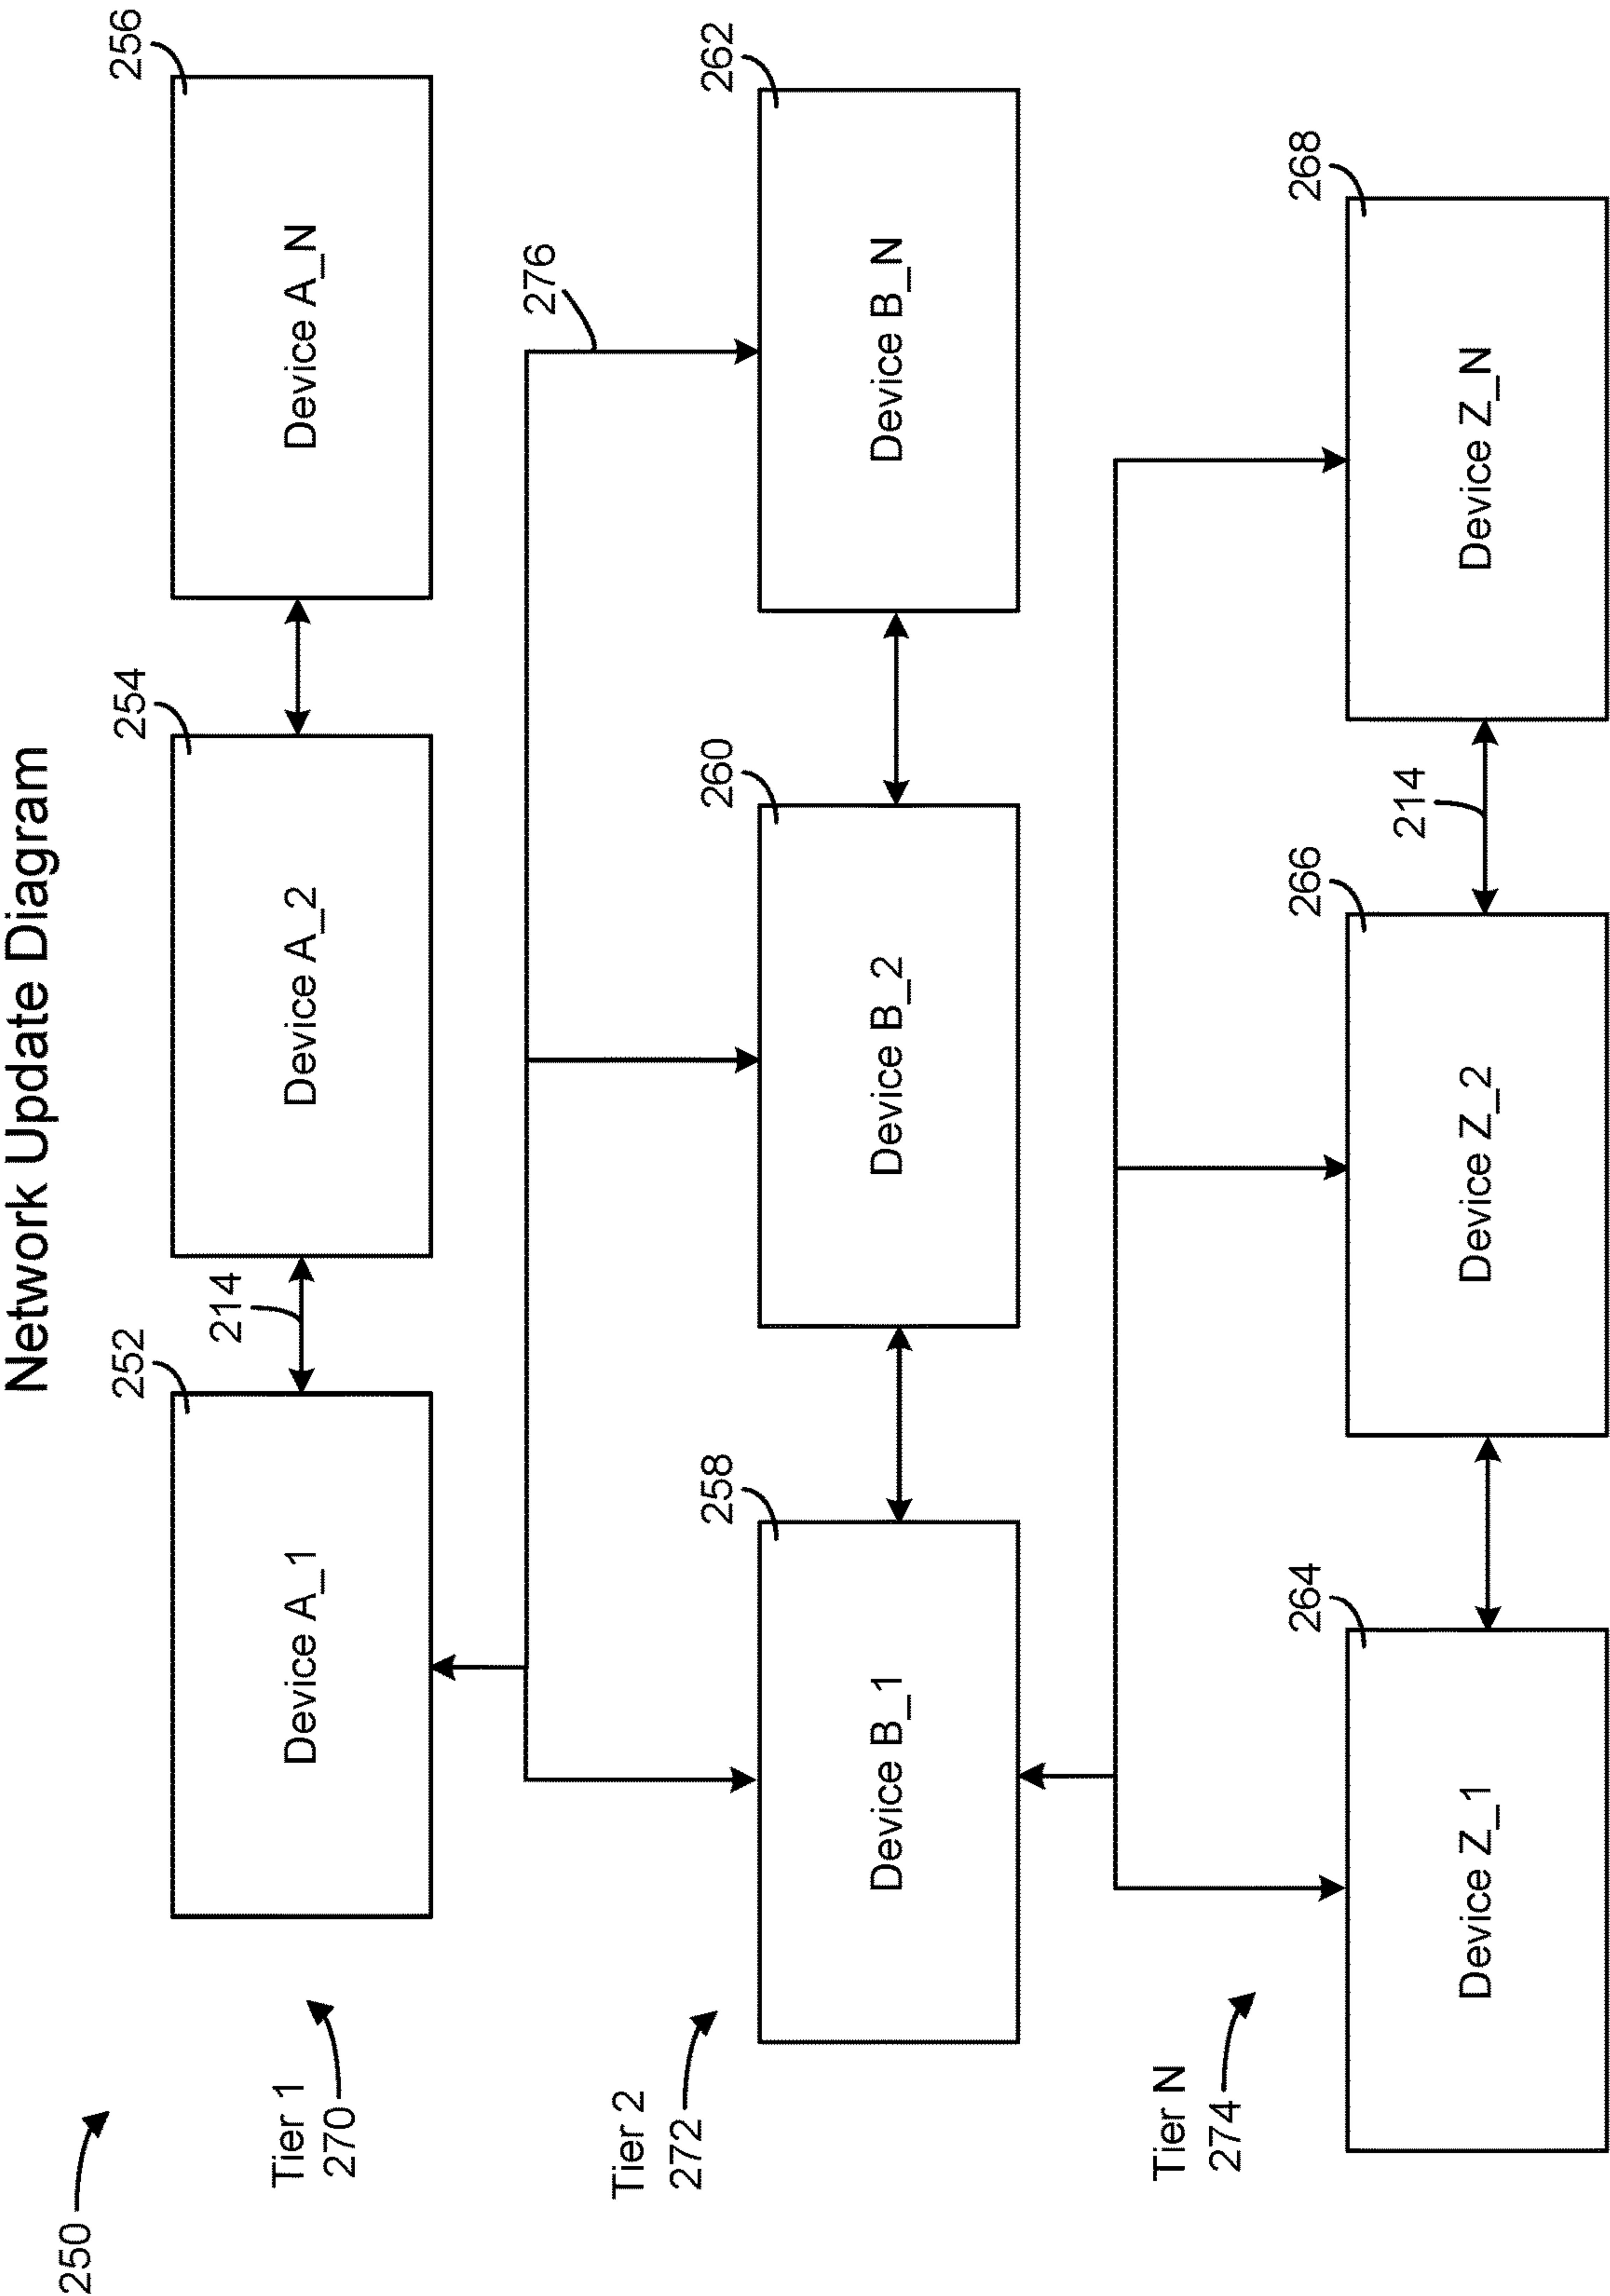 Network Update Diagram
250
252
254
256
214
Tier 1
270
Device A_1
Device A_2
Device A_N
276
258
260
262
Tier 2
272
Device B_1
Device B_2
Device B_N
264
266
268
214
Tier N
274
Device Z_1
Device Z_2
Device Z_N